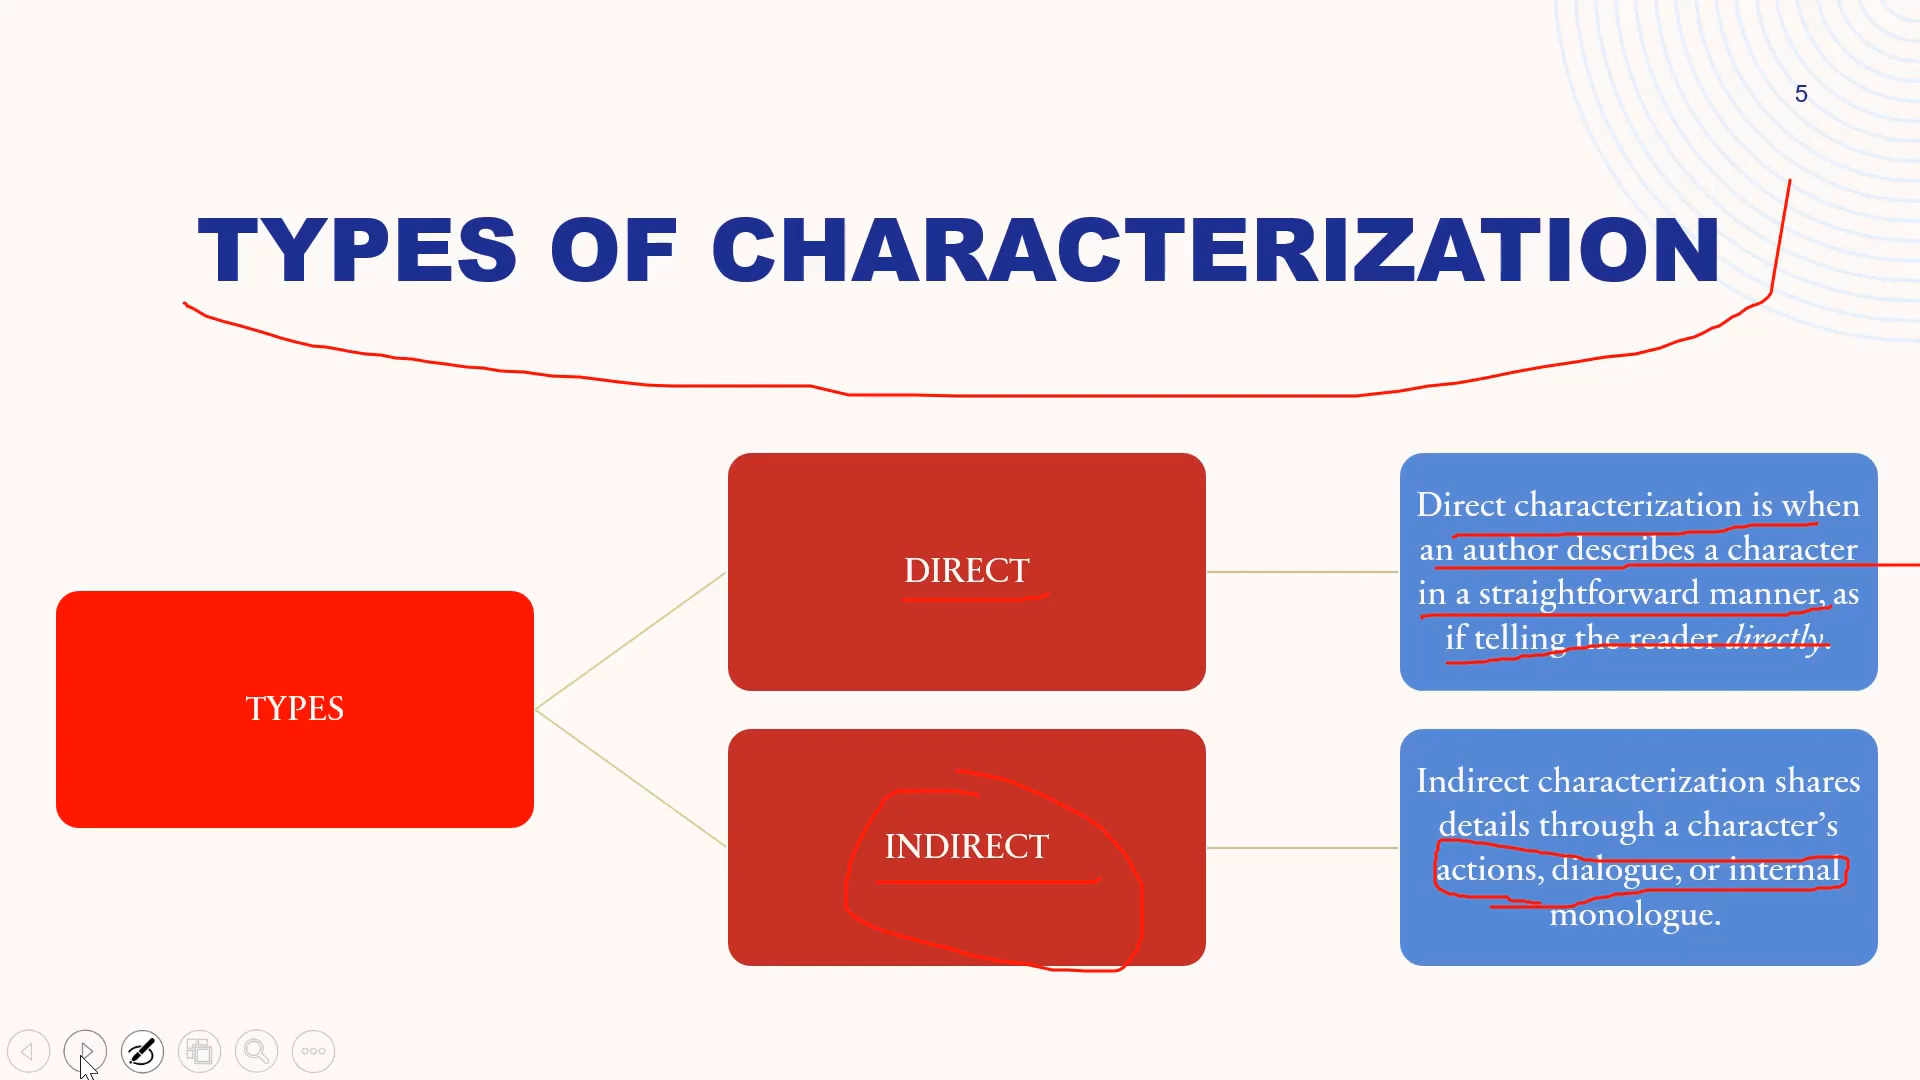 5
TYPES OF CHARACTERIZATION
TYPES
DIRECT
Direct characterization is when
an author describes a character
in a straightforward manner, as
if telling the reader directly.
INDIRECT
Indirect characterization shares
details through a character’s
actions, dialogue, or internal
monologue.